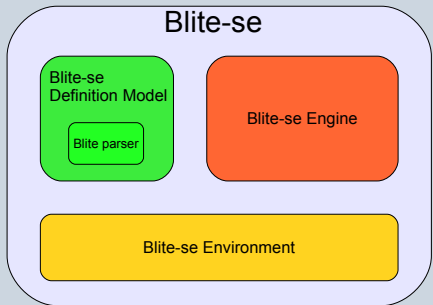 Blite-se
Blite-se
Definition Model
Blite parser
Blite-se Engine
Blite-se Environment